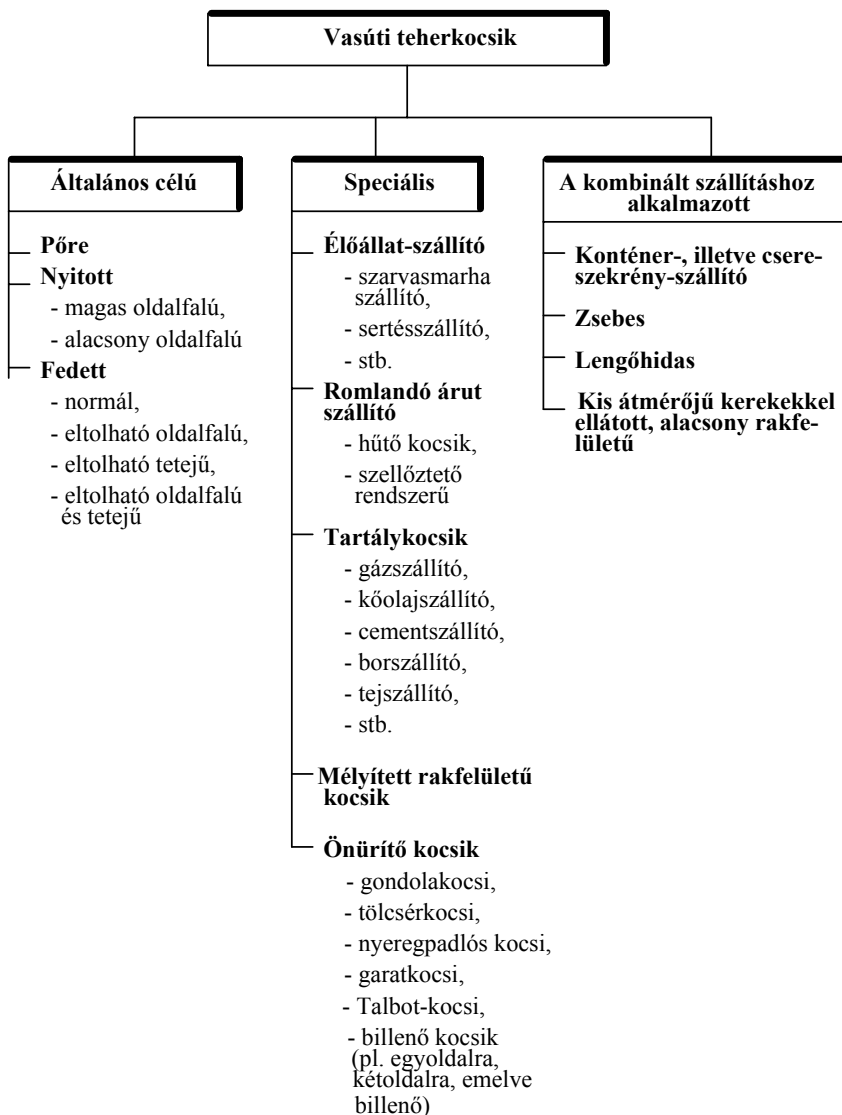 Vasúti teherkocsik
Általános célú
Pőre
Nyitott
- magas oldalfalú,
- alacsony oldalfalú
Fedett
- normál,
- eltolható oldalfalú,
- eltolható tetejű,
- eltolható oldalfalú
és tetejű
Speciális
Élőállat-szállító
- szarvasmarha
szállító,
- sertésszállító,
- stb.
Romlandó árut
szállító
- hűtő kocsik,
- szellőztető
rendszerű
Tartálykocsik
- gázszállító,
- kőolajszállító,
- cementszállító,
- borszállító,
- tejszállító,
- stb.
Mélyített rakfelületű
kocsik
Önürítő kocsik
- gondolakocsi,
- tölcsérkocsi,
- nyeregpadlós kocsi,
- garatkocsi,
- Talbot-kocsi,
- billenő kocsik
(pl. egyoldalra,
kétoldalra, emelve
billenő)
A kombinált szállításhoz
alkalmazott
Konténer-, illetve csere-
szekrény-szállító
Zsebes
Lengőhidas
Kis átmérőjű kerekekkel
ellátott, alacsony rakfe-
lületű